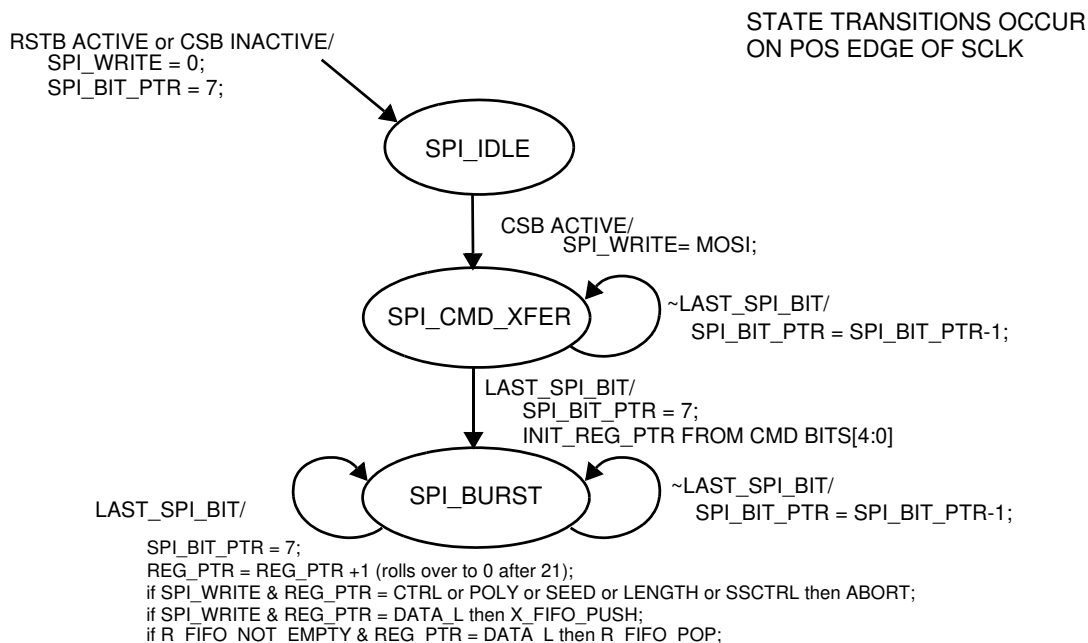 STATE TRANSITIONS OCCUR
ON POS EDGE OF SCLK
RSTB ACTIVE or CSB INACTIVE/
SPI_WRITE = 0;
SPI_BIT_PTR = 7;
SPI_IDLE
CSB ACTIVE/
SPI_WRITE= MOSI;
SPI_CMD_XFER
~LAST_SPI_BIT/
SPI_BIT_PTR = SPI_BIT_PTR-1;
LAST_SPI_BIT/
SPI_BIT_PTR = 7;
INIT_REG_PTR FROM CMD BITS[4:0]
SPI_BURST
~LAST_SPI_BIT/
SPI_BIT_PTR = SPI_BIT_PTR-1;
LAST_SPI_BIT/
SPI_BIT_PTR = 7;
REG_PTR = REG_PTR +1 (rolls over to 0 after 21);
if SPI_WRITE & REG_PTR = CTRL or POLY or SEED or LENGTH or SSCTRL then ABORT;
if SPI_WRITE & REG_PTR = DATA_L then X_FIFO_PUSH;
if R_FIFO_NOT_EMPTY & REG_PTR = DATA_L then R_FIFO_POP;